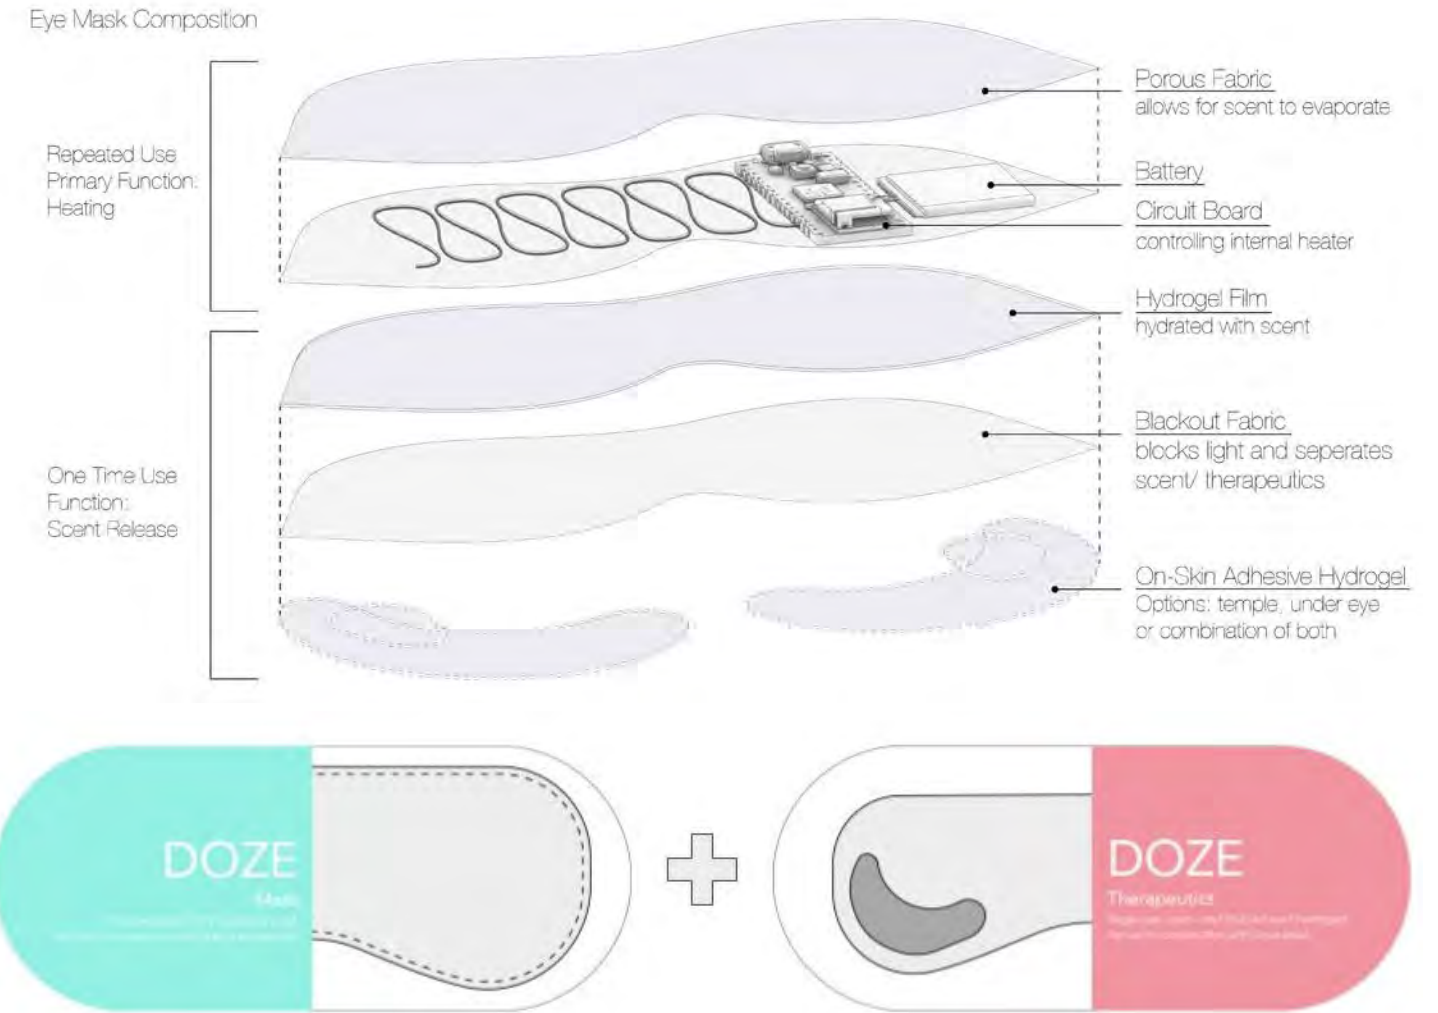 Eye Mask Composition
Repeated Use
Primary Function:
Heating
Porous Fabric
allows for scent to evaporate
Battery
Circuit Board
controlling internal heater
Hydrogel Film
hydrated with scent
One Time Use
Function:
Scent Release
Blackout Fabric
blocks light and seperates
scent/ therapeutics
On-Skin Adhesive Hydrogel
Options: temple, under eye
or combination of both
DOZE
Mask
DOZE
Therapeutics